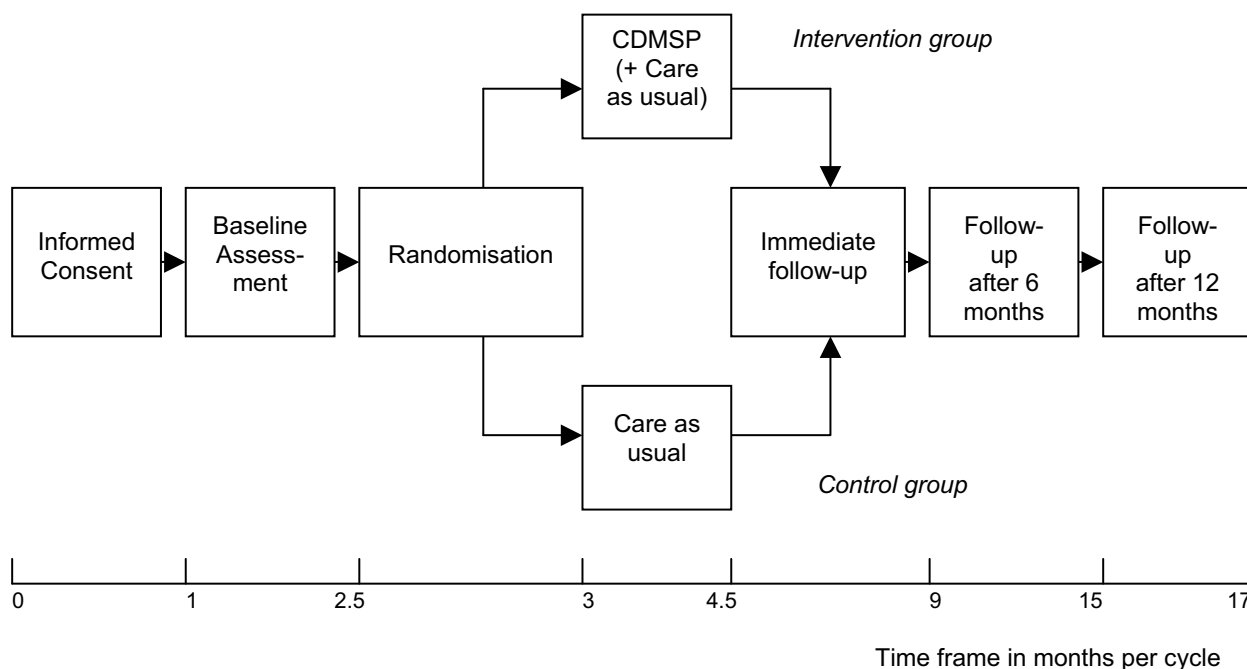 CDMSP
(+ Care
as usual)
Intervention group
Informed
Consent
Baseline
Assess-
ment
Randomisation
Immediate
follow-up
Follow-
up
after 6
months
Follow-
up
after 12
months
Care as
usual
Control group
0 1 2.5 3 4.5 9 15 17
Time frame in months per cycle